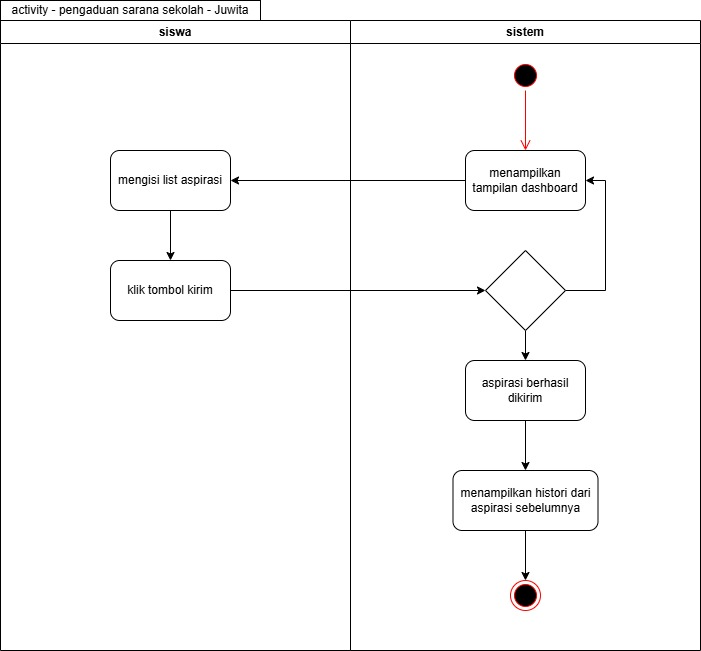 activity - pengaduan sarana sekolah - Juwita
siswa
sistem
menampilkan
tampilan dashboard
mengisi list aspirasi
klik tombol kirim
aspirasi berhasil
dikirim
menampilkan histori dari
aspirasi sebelumnya